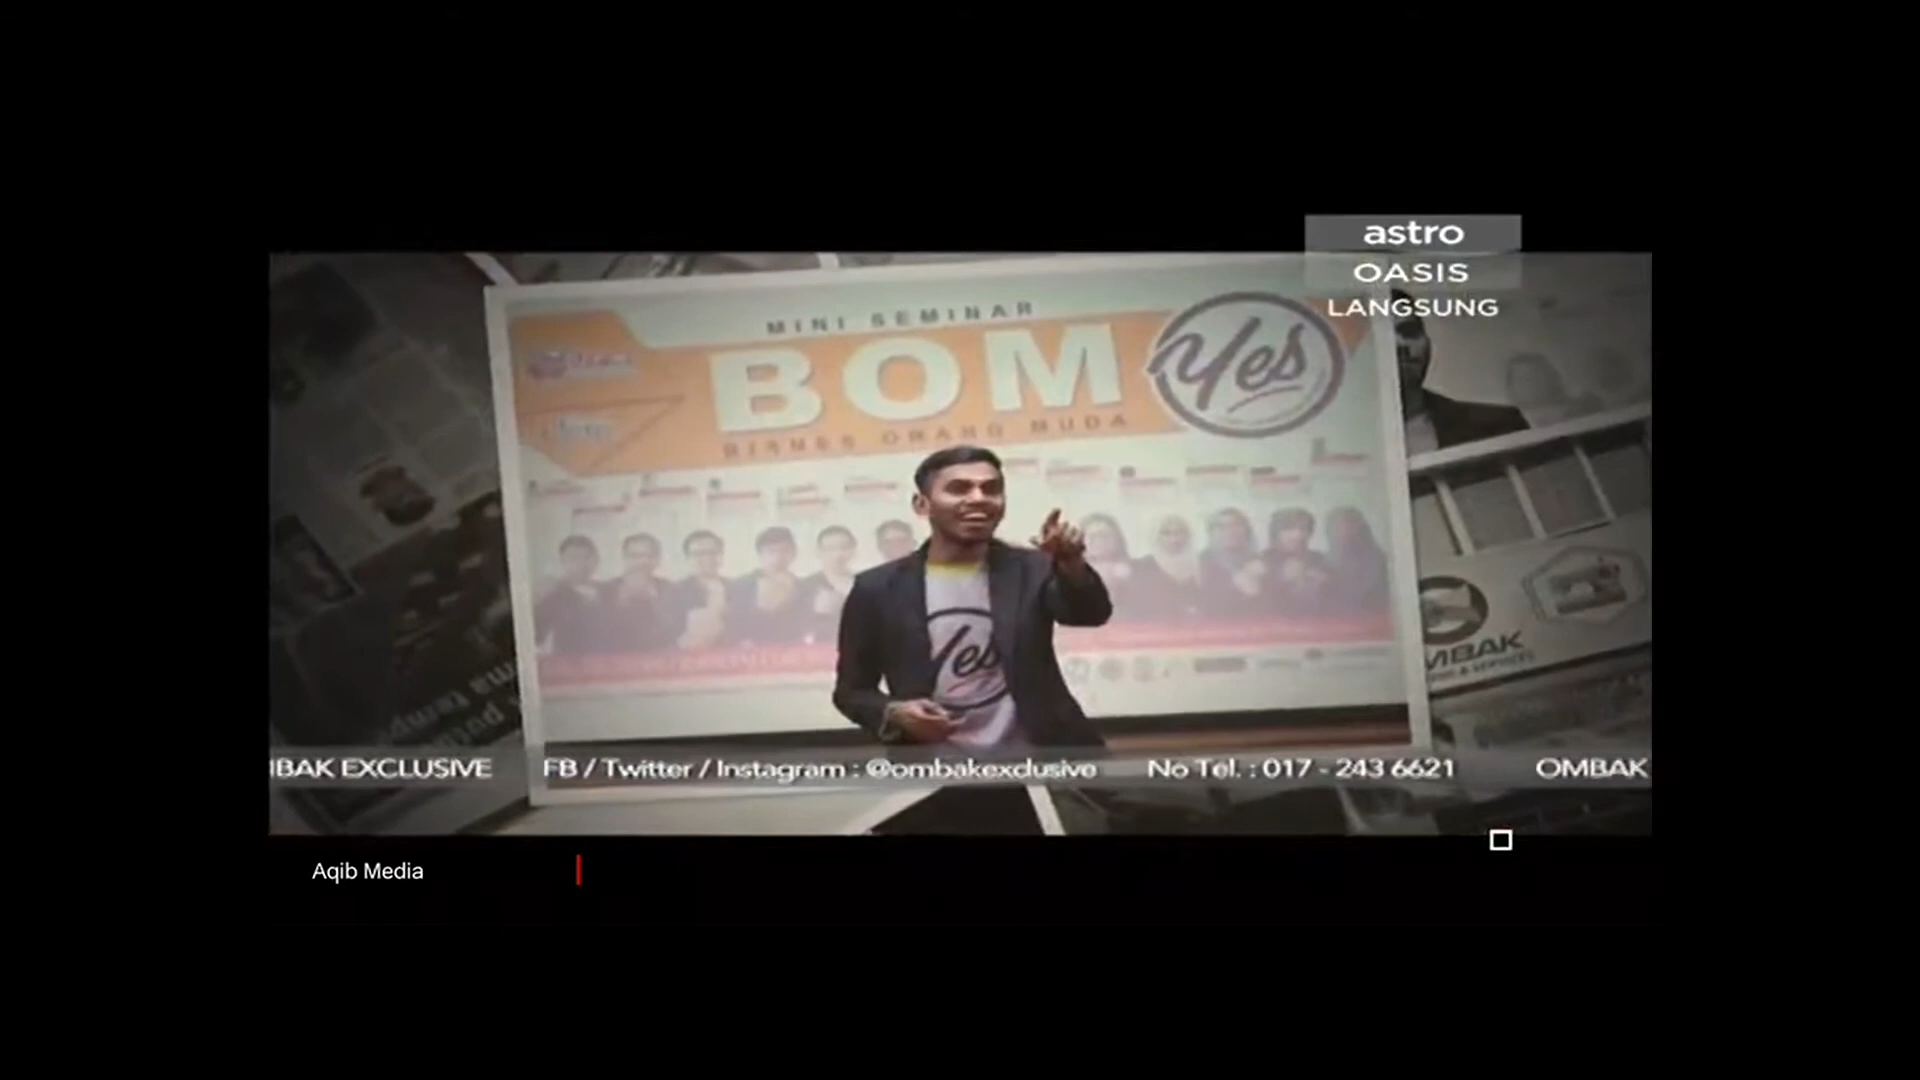 astro
OASIS
LANGSUNG
MINI SEMINAR
BOM
Yes
BISNES ORANG MUDA
Yes
MBAK
IBAK EXCLUSIVE FB / Twitter / Instagram : @ombakexclusive No Tel. : 017 - 243 6621 OMBAK
Aqib Media